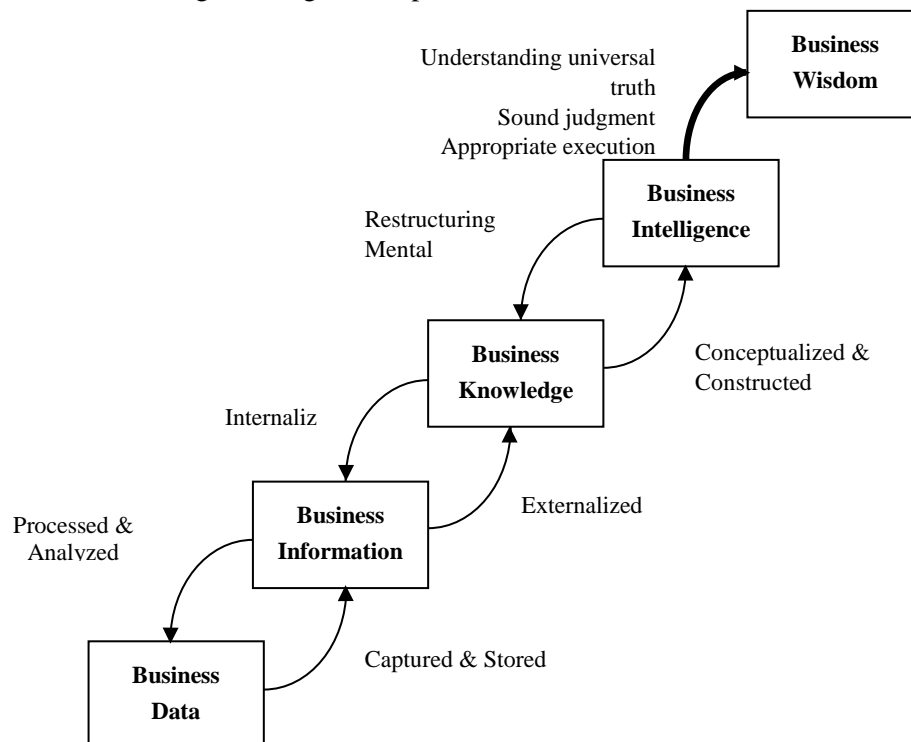 Business
Wisdom
Understanding universal
truth
Sound judgment
Appropriate execution
Business
Intelligence
Restructuring
Mental
Business
Knowledge
Conceptualized &
Constructed
Internaliz
Business
Information
Externalized
Processed &
Analyzed
Captured & Stored
Business
Data